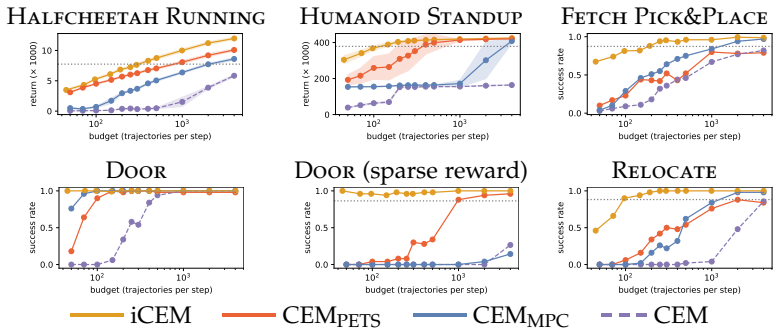 HALFCHEETAH RUNNING
HUMANOID STANDUP
FETCH PICK&PLACE
return (× 1000)
10
5
0
10²
10³
budget (trajectories per step)
return (× 1000)
400
200
0
10²
10³
budget (trajectories per step)
success rate
1.0
0.5
0.0
10²
10³
budget (trajectories per step)
DOOR
DOOR (sparse reward)
RELOCATE
success rate
1.0
0.5
0.0
10²
10³
budget (trajectories per step)
success rate
1.0
0.5
0.0
10²
10³
budget (trajectories per step)
success rate
1.0
0.5
0.0
10²
10³
budget (trajectories per step)
iCEM CEM_PETS CEM_MPC CEM